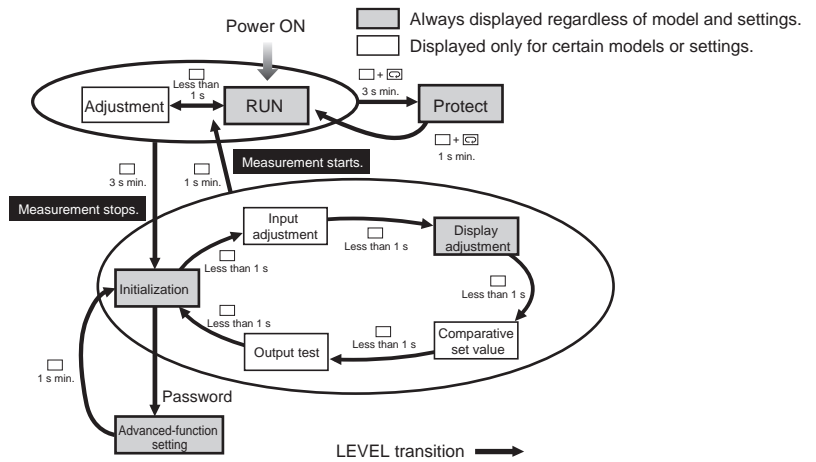 Always displayed regardless of model and settings.
Displayed only for certain models or settings.
Power ON
Less than
1 s
Adjustment
RUN
+
3 s min.
Protect
+
1 s min.
Measurement starts.
3 s min.
1 s min.
Measurement stops.
Input
adjustment
Less than 1 s
Display
adjustment
Less than 1 s
Initialization
Less than 1 s
Less than 1 s
Output test
Less than 1 s
Comparative
set value
1 s min.
Password
Advanced-function
setting
LEVEL transition